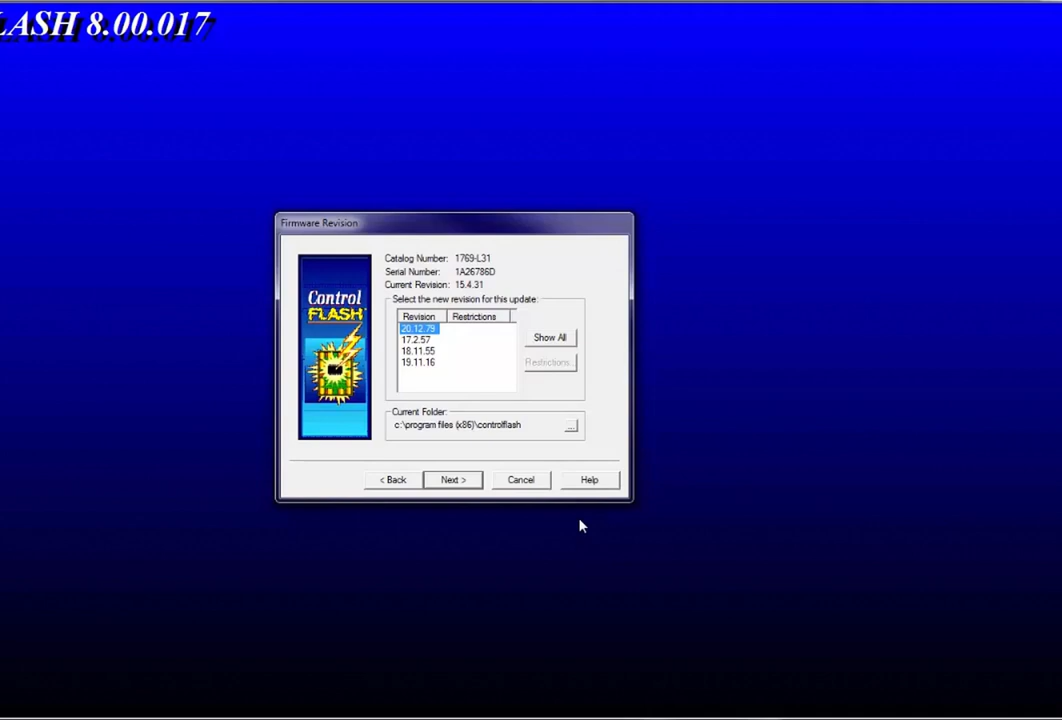 LASH 8.00.017
Firmware Revision
Catalog Number: 1769-L31
Serial Number: 1A26786D
Current Revision: 15.4.31
Select the new revision for this update:
Revision Restrictions
20.12.79
17.2.57
18.11.55
19.11.16
Show All
Restrictions...
Control
FLASH
Current Folder:
c:\program files (x86)\controlflash
...
< Back Next > Cancel Help